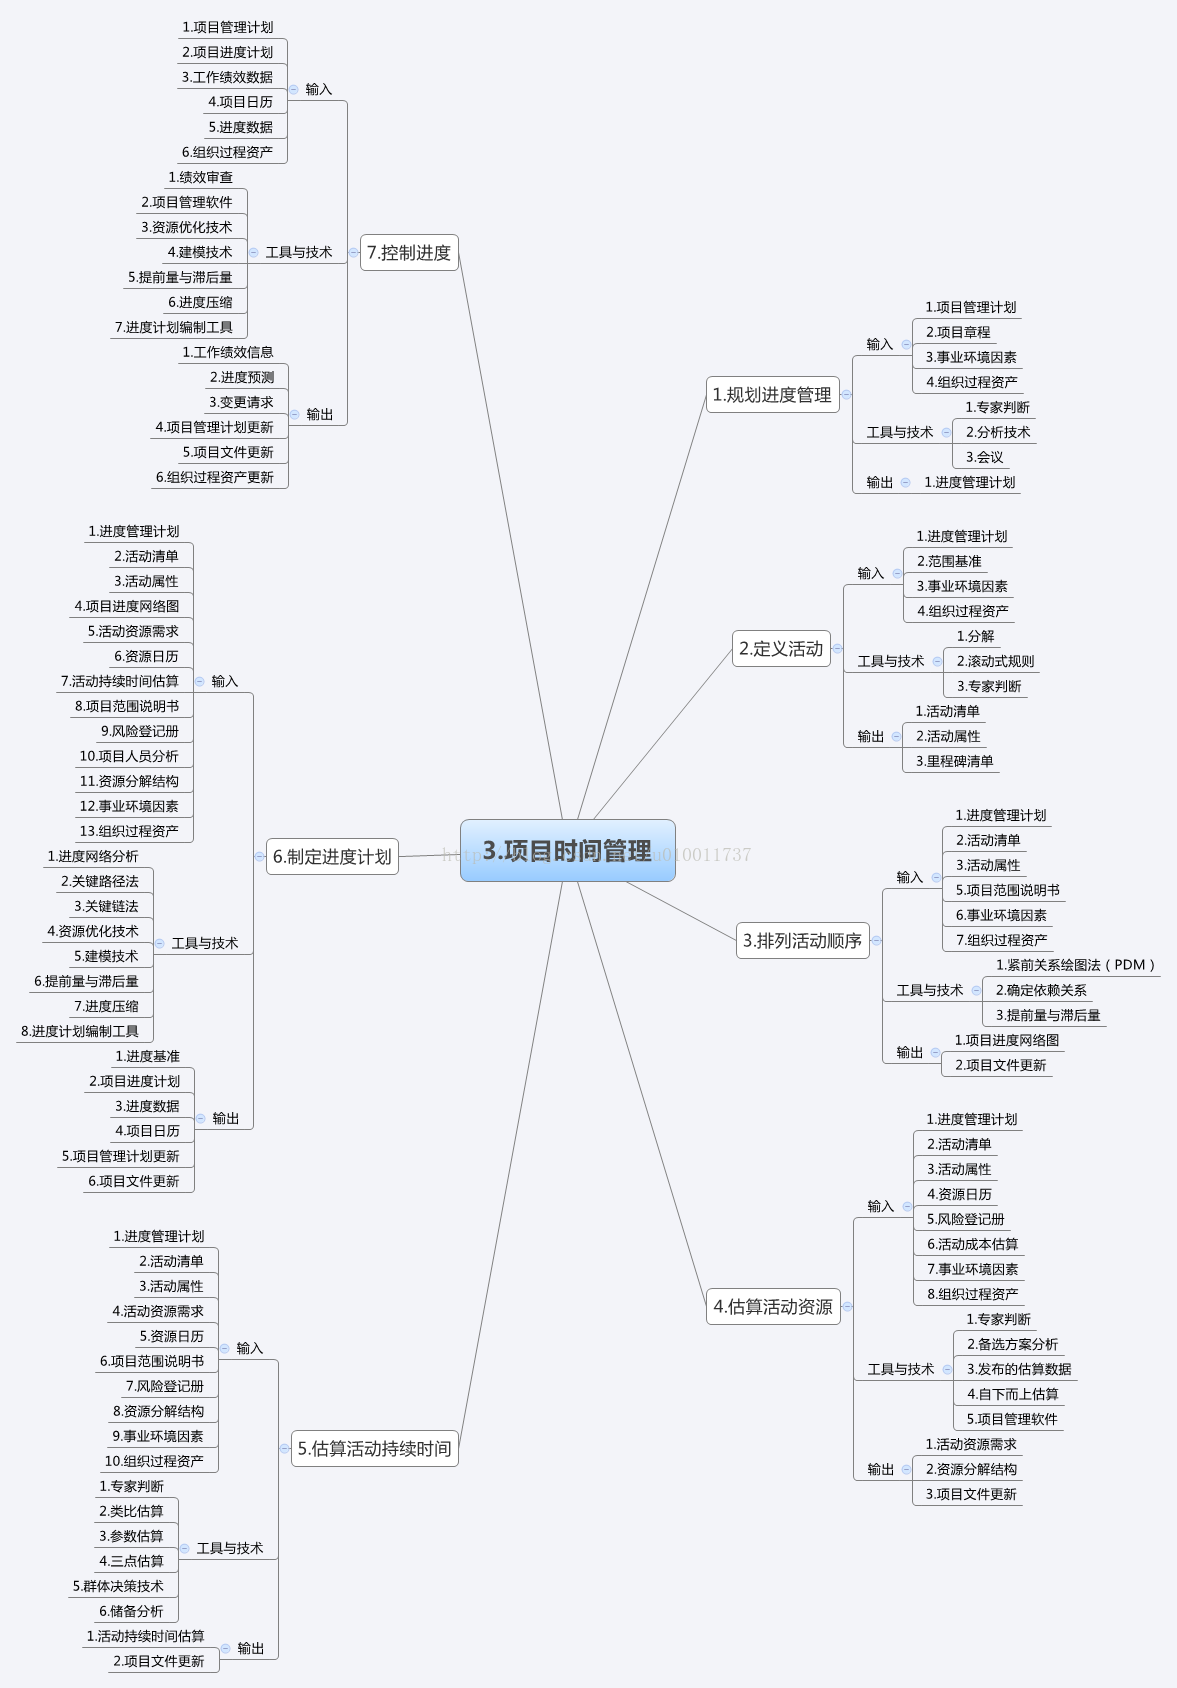 3.项目时间管理
1.规划进度管理
输入
1.项目管理计划
2.项目章程
3.事业环境因素
4.组织过程资产
工具与技术
1.专家判断
2.分析技术
3.会议
输出
1.进度管理计划
2.定义活动
输入
1.进度管理计划
2.范围基准
3.事业环境因素
4.组织过程资产
工具与技术
1.分解
2.滚动式规则
3.专家判断
输出
1.活动清单
2.活动属性
3.里程碑清单
3.排列活动顺序
输入
1.进度管理计划
2.活动清单
3.活动属性
5.项目范围说明书
6.事业环境因素
7.组织过程资产
工具与技术
1.紧前关系绘图法（PDM）
2.确定依赖关系
3.提前量与滞后量
输出
1.项目进度网络图
2.项目文件更新
4.估算活动资源
输入
1.进度管理计划
2.活动清单
3.活动属性
4.资源日历
5.风险登记册
6.活动成本估算
7.事业环境因素
8.组织过程资产
工具与技术
1.专家判断
2.备选方案分析
3.发布的估算数据
4.自下而上估算
5.项目管理软件
输出
1.活动资源需求
2.资源分解结构
3.项目文件更新
5.估算活动持续时间
输入
1.进度管理计划
2.活动清单
3.活动属性
4.活动资源需求
5.资源日历
6.项目范围说明书
7.风险登记册
8.资源分解结构
9.事业环境因素
10.组织过程资产
工具与技术
1.专家判断
2.类比估算
3.参数估算
4.三点估算
5.群体决策技术
6.储备分析
输出
1.活动持续时间估算
2.项目文件更新
6.制定进度计划
输入
1.进度管理计划
2.活动清单
3.活动属性
4.项目进度网络图
5.活动资源需求
6.资源日历
7.活动持续时间估算
8.项目范围说明书
9.风险登记册
10.项目人员分析
11.资源分解结构
12.事业环境因素
13.组织过程资产
工具与技术
1.进度网络分析
2.关键路径法
3.关键链法
4.资源优化技术
5.建模技术
6.提前量与滞后量
7.进度压缩
8.进度计划编制工具
输出
1.进度基准
2.项目进度计划
3.进度数据
4.项目日历
5.项目管理计划更新
6.项目文件更新
7.控制进度
输入
1.项目管理计划
2.项目进度计划
3.工作绩效数据
4.项目日历
5.进度数据
6.组织过程资产
工具与技术
1.绩效审查
2.项目管理软件
3.资源优化技术
4.建模技术
5.提前量与滞后量
6.进度压缩
7.进度计划编制工具
输出
1.工作绩效信息
2.进度预测
3.变更请求
4.项目管理计划更新
5.项目文件更新
6.组织过程资产更新